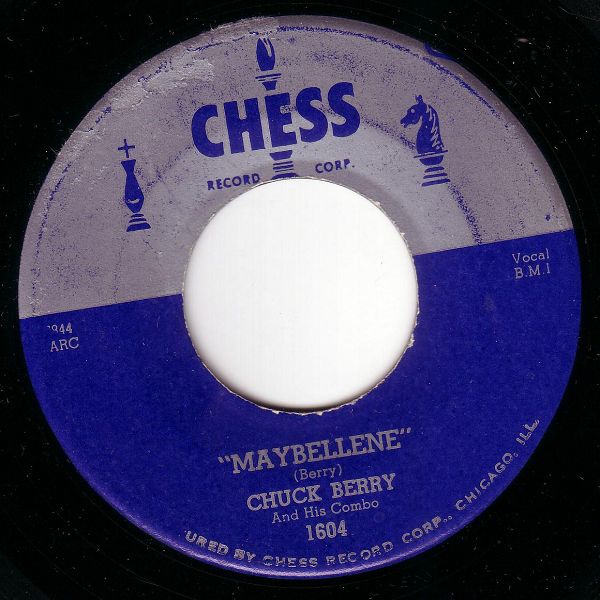 CHESS
RECORD CORP.
Vocal
B.M.I
7844
ARC
"MAYBELLENE"
(Berry)
CHUCK BERRY
And His Combo
1604
URED BY CHESS RECORD CORP., CHICAGO, ILL